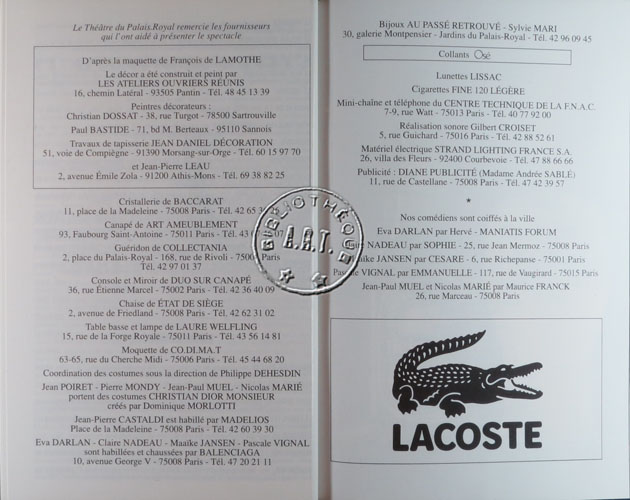 Le Théâtre du Palais.Royal remercie les fournisseurs
qui l'ont aidé à présenter le spectacle
D'après la maquette de François de LAMOTHE
Le décor a été construit et peint par
LES ATELIERS OUVRIERS RÉUNIS
16, chemin Latéral - 93505 Pantin - Tél. 48 45 13 39
Peintres décorateurs :
Christian DOSSAT - 38, rue Turgot - 78500 Sartrouville
Paul BASTIDE - 71, bd M. Berteaux - 95110 Sannois
Travaux de tapisserie JEAN DANIEL DÉCORATION
51, voie de Compiègne - 91390 Morsang-sur-Orge - Tél. 60 15 97 70
et Jean-Pierre LEAU
2, avenue Émile Zola - 91200 Athis-Mons - Tél. 69 38 82 25
Cristallerie de BACCARAT
11, place de la Madeleine - 75008 Paris - Tél. 42 65
Canapé de ART AMEUBLEMENT
93, Faubourg Saint-Antoine - 75011 Paris - Tél. 43 07
Guéridon de COLLECTANIA
2, place du Palais-Royal - 168, rue de Rivoli - 75001 Paris
Tél. 42 97 01 37
Console et Miroir de DUO SUR CANAPÉ
36, rue Étienne Marcel - 75002 Paris - Tél. 42 36 40 09
Chaise de ÉTAT DE SIÈGE
2, avenue de Friedland - 75008 Paris - Tél. 42 62 31 02
Table basse et lampe de LAURE WELFLING
15, rue de la Forge Royale - 75011 Paris - Tél. 43 56 14 81
Moquette de CO.DI.MA.T
63-65, rue du Cherche Midi - 75006 Paris - Tél. 45 44 68 20
Coordination des costumes sous la direction de Philippe DEHESDIN
Jean POIRET - Pierre MONDY - Jean-Paul MUEL - Nicolas MARIÉ
portent des costumes CHRISTIAN DIOR MONSIEUR
créés par Dominique MORLOTTI
Jean-Pierre CASTALDI est habillé par MADELIOS
Place de la Madeleine - 75008 Paris - Tél. 42 60 39 30
Eva DARLAN - Claire NADEAU - Maaïke JANSEN - Pascale VIGNAL
sont habillées et chaussées par BALENCIAGA
10, avenue George V - 75008 Paris - Tél. 47 20 21 11
BIBLIOTHÈQUE
A.R.T.
Bijoux AU PASSÉ RETROUVÉ - Sylvie MARI
30, galerie Montpensier - Jardins du Palais-Royal - Tél. 42 96 09 45
Collants Osé
Lunettes LISSAC
Cigarettes FINE 120 LÉGÈRE
Mini-chaîne et téléphone du CENTRE TECHNIQUE DE LA F.N.A.C.
7-9, rue Watt - 75013 Paris - Tél. 40 77 92 00
Réalisation sonore Gilbert CROISET
5, rue Guichard - 75016 Paris - Tél. 42 88 52 61
Matériel électrique STRAND LIGHTING FRANCE S.A.
26, villa des Fleurs - 92400 Courbevoie - Tél. 47 88 66 66
Publicité : DIANE PUBLICITÉ (Madame Andrée SABLÉ)
11, rue de Castellane - 75008 Paris - Tél. 47 42 39 57
*
Nos comédiens sont coiffés à la ville
Eva DARLAN par Hervé - MANIATIS FORUM
NADEAU par SOPHIE - 25, rue Jean Mermoz - 75008 Paris
JANSEN par CESARE - 6, rue Richepanse - 75001 Paris
VIGNAL par EMMANUELLE - 117, rue de Vaugirard - 75015 Paris
Jean-Paul MUEL et Nicolas MARIÉ par Maurice FRANCK
26, rue Marceau - 75008 Paris
LACOSTE